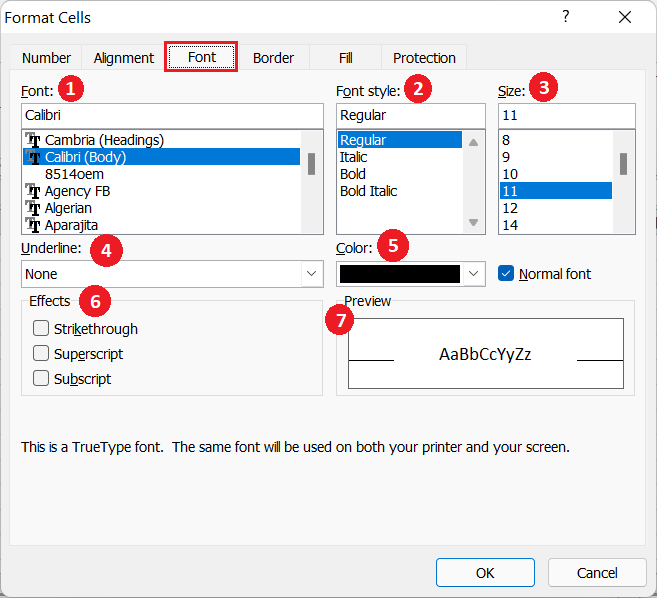 Format Cells ?
Number Alignment Font Border Fill Protection
Font: 1 Font style: 2 Size: 3
Calibri Regular 11
Cambria (Headings) Regular 8
Calibri (Body) Italic 9
8514oem Bold 10
Agency FB Bold Italic 11
Algerian 12
Aparajita 14
Underline: 4 Color: 5
None Normal font
Effects 6 Preview
7
Strikethrough
Superscript AaBbCcYyZz
Subscript
This is a TrueType font. The same font will be used on both your printer and your screen.
OK Cancel